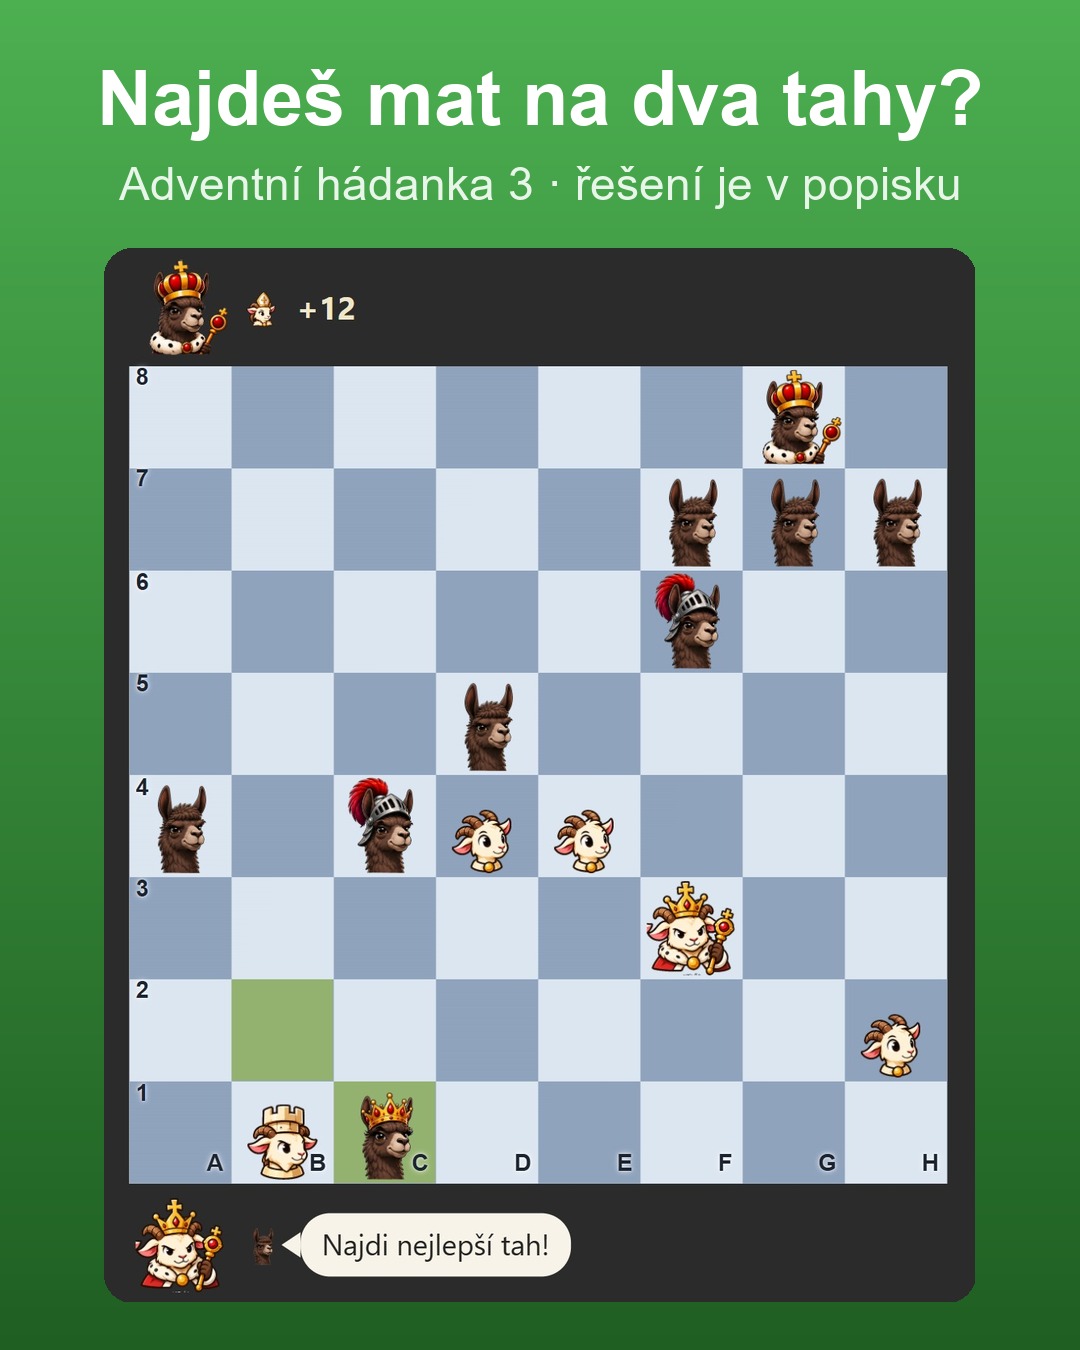 Najdeš mat na dva tahy?
Adventní hádanka 3 · řešení je v popisku
+12
8
7
6
5
4
3
2
1
A B C D E F G H
Najdi nejlepší tah!